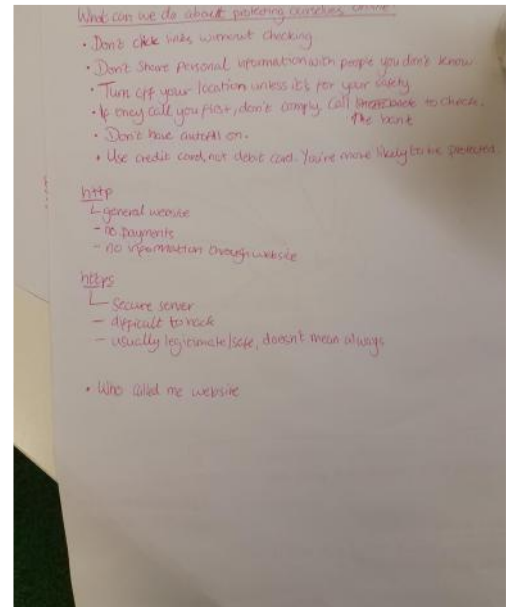 What can we do about protecting ourselves online?
• Don't click links without checking
• Don't share personal information with people you don't know
• Turn off your location unless it's for your safety
• If they call you first, don't comply. Call to check.
the bank
• Don't have autofill on.
• Use credit card, not debit card. You're more likely to be protected.
http
└ general website
- no payments
- no information through website
https
└ Secure server
- difficult to hack
- usually legitimate/safe, doesn't mean always
• Who called me website